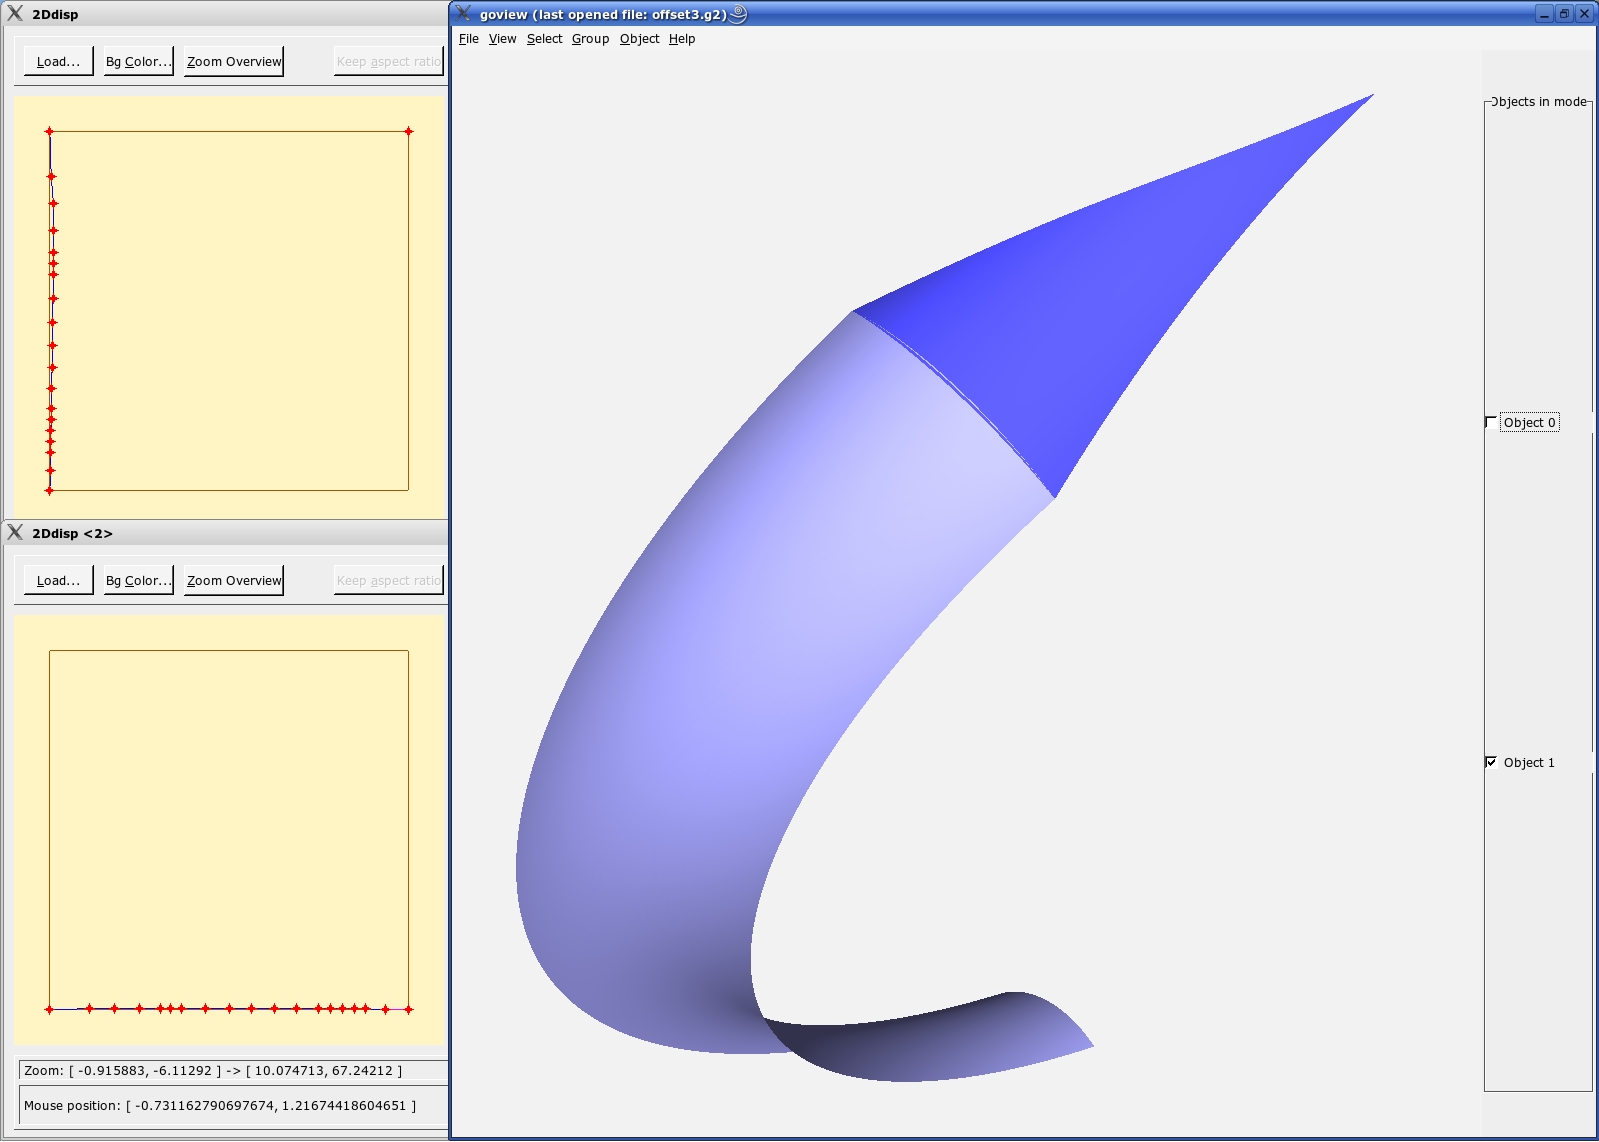 2Ddisp
Load... Bg Color... Zoom Overview Keep aspect ratio
2Ddisp <2>
Load... Bg Color... Zoom Overview Keep aspect ratio
Zoom: [ -0.915883, -6.11292 ] -> [ 10.074713, 67.24212 ]
Mouse position: [ -0.731162790697674, 1.21674418604651 ]
goview (last opened file: offset3.g2)
File View Select Group Object Help
Objects in mode
Object 0
Object 1